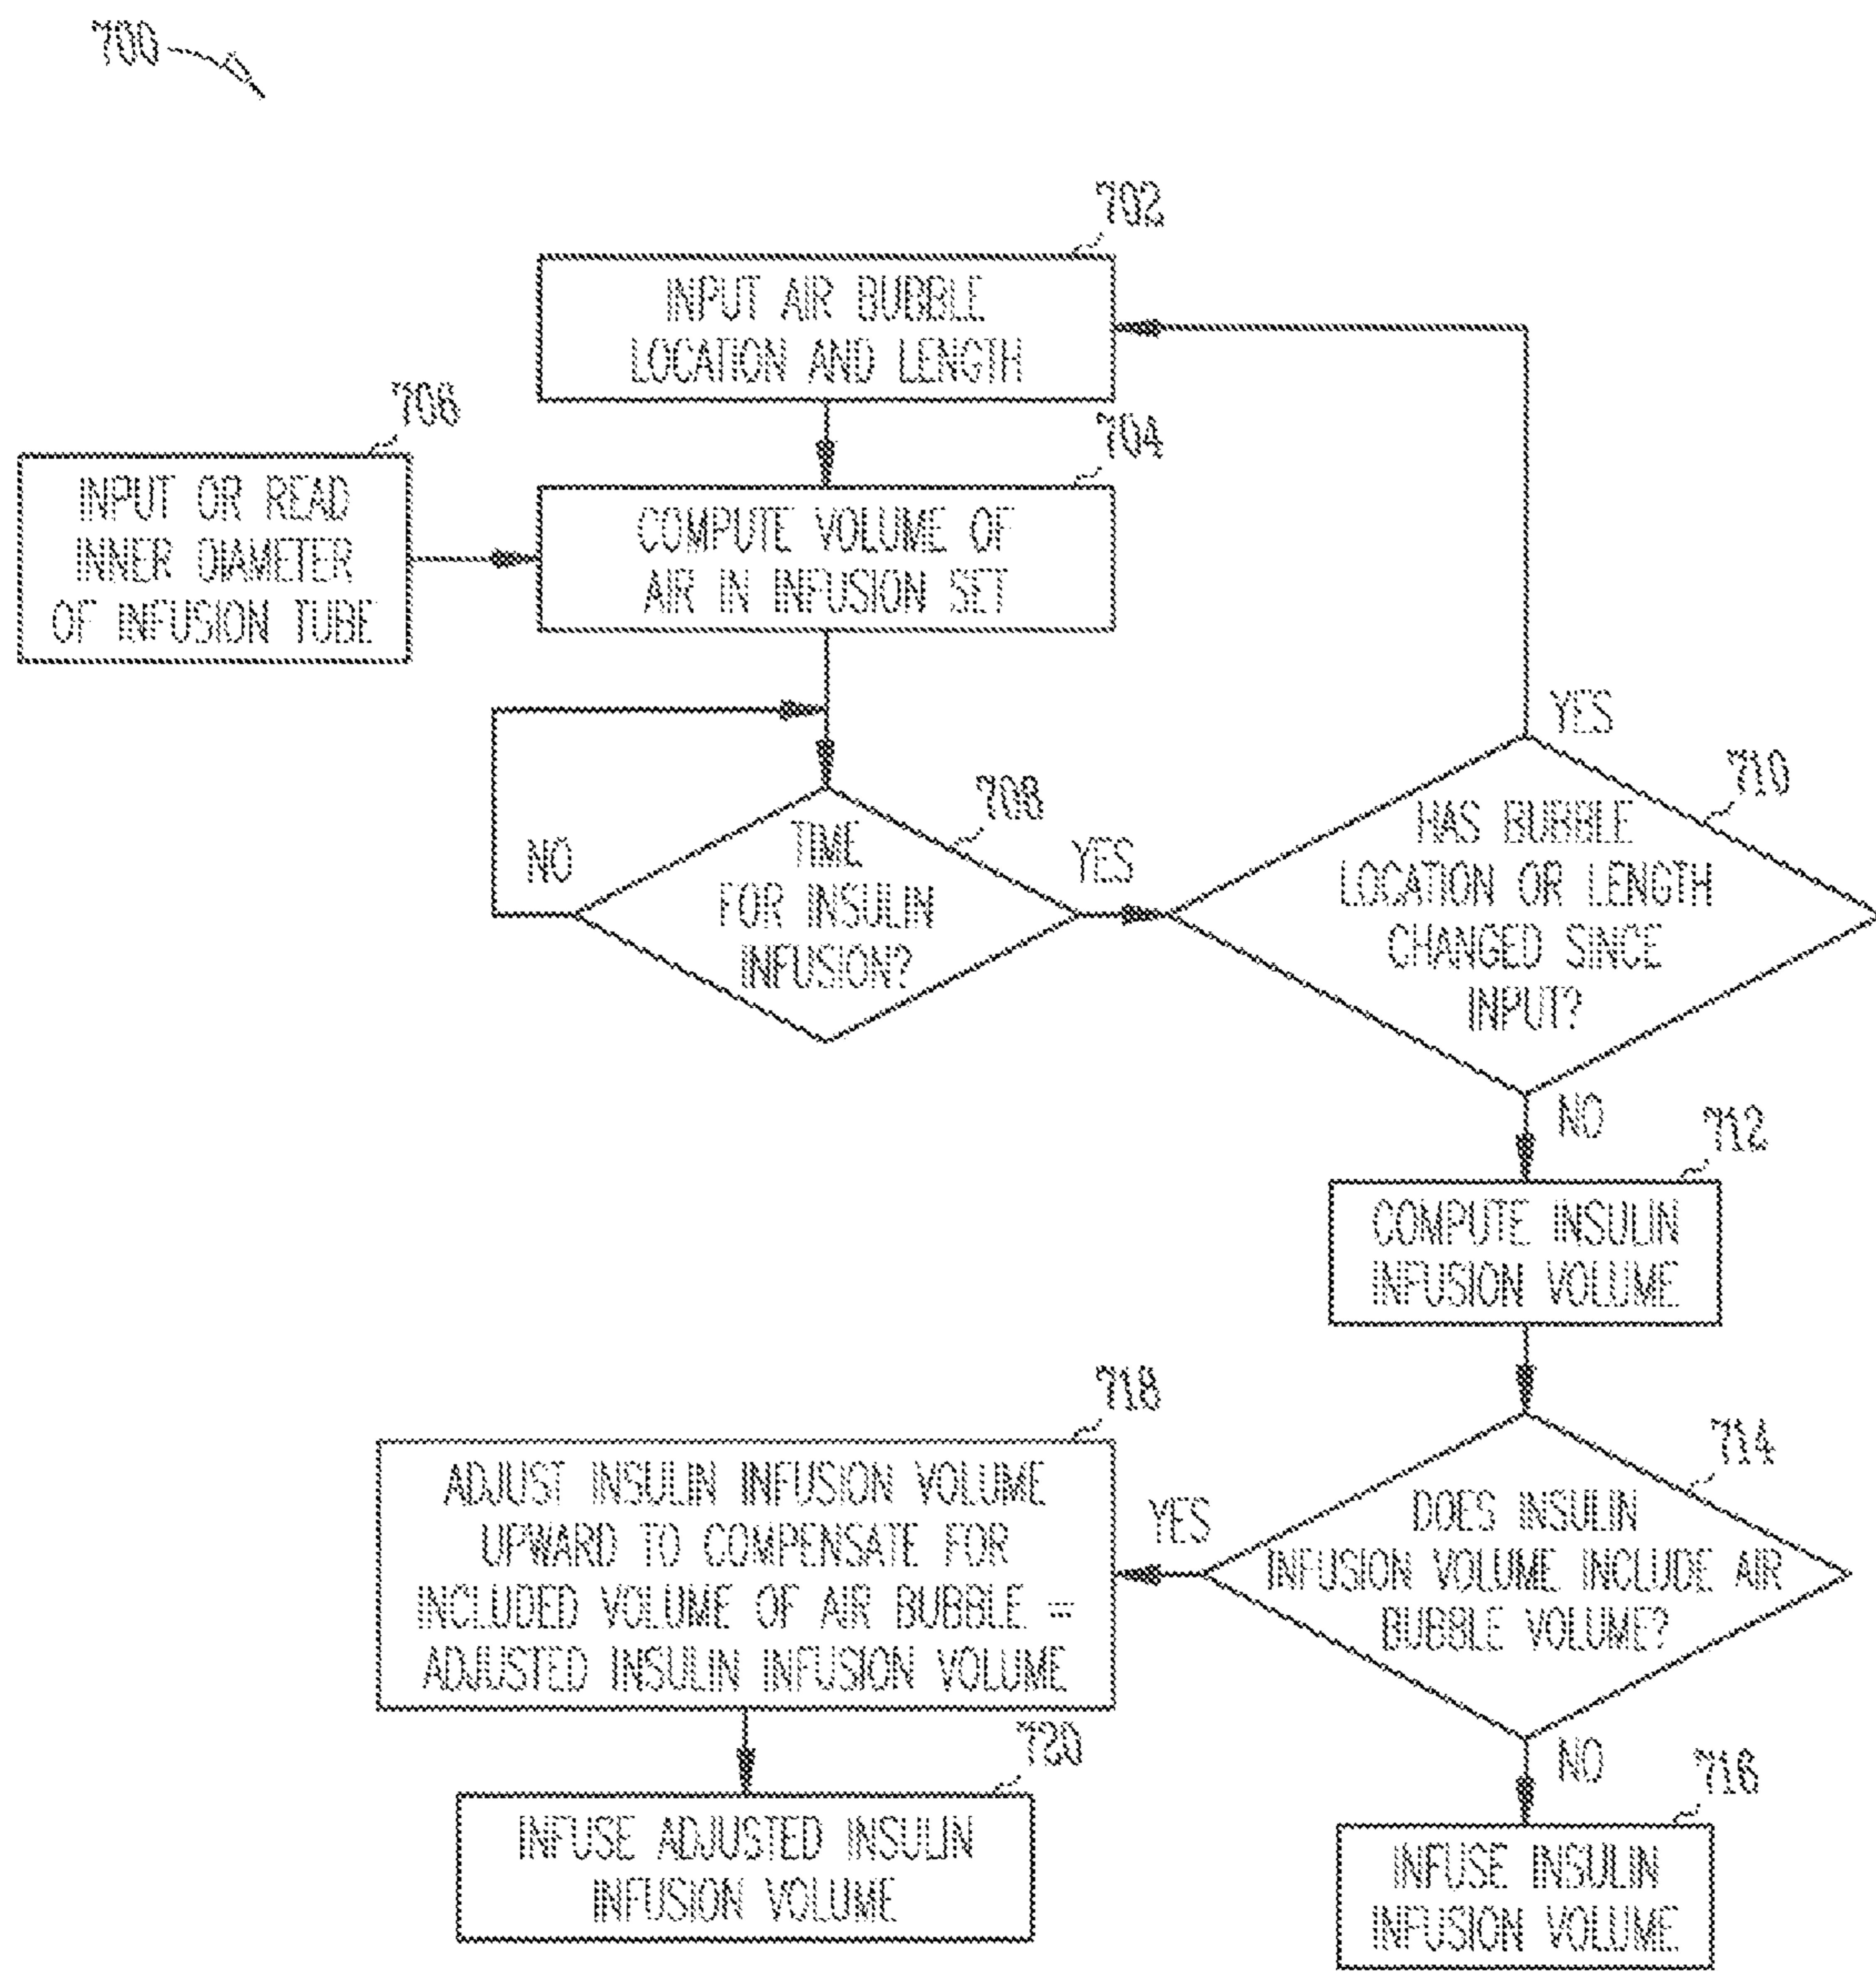 700
702
INPUT AIR BUBBLE
LOCATION AND LENGTH
706
INPUT OR READ
INNER DIAMETER
OF INFUSION TUBE
704
COMPUTE VOLUME OF
AIR IN INFUSION SET
708
TIME
FOR INSULIN
INFUSION?
NO
YES
710
HAS BUBBLE
LOCATION OR LENGTH
CHANGED SINCE
INPUT?
YES
NO
712
COMPUTE INSULIN
INFUSION VOLUME
714
DOES INSULIN
INFUSION VOLUME INCLUDE AIR
BUBBLE VOLUME?
YES
NO
718
ADJUST INSULIN INFUSION VOLUME
UPWARD TO COMPENSATE FOR
INCLUDED VOLUME OF AIR BUBBLE =
ADJUSTED INSULIN INFUSION VOLUME
720
INFUSE ADJUSTED INSULIN
INFUSION VOLUME
716
INFUSE INSULIN
INFUSION VOLUME